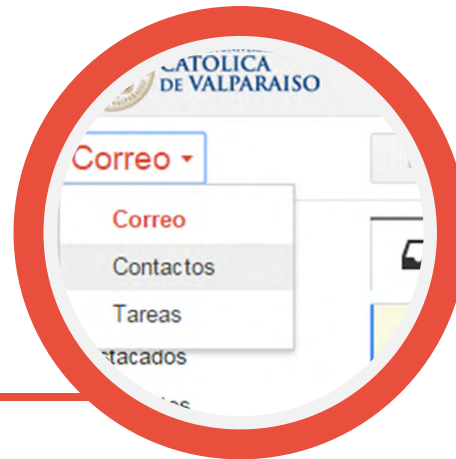 CATOLICA
DE VALPARAISO
Correo
Correo
Contactos
Tareas
stacados